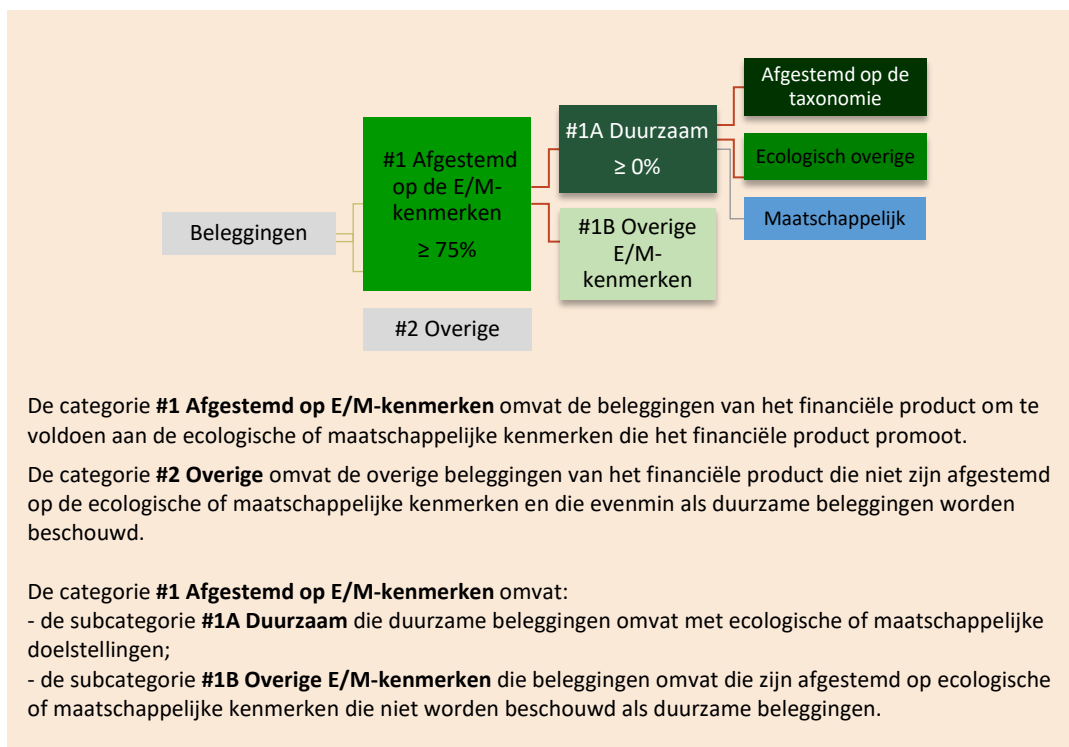 Beleggingen
#1 Afgestemd
op de E/M-
kenmerken
≥ 75%
#2 Overige
#1A Duurzaam
≥ 0%
#1B Overige
E/M-
kenmerken
Afgestemd op de
taxonomie
Ecologisch overige
Maatschappelijk
De categorie #1 Afgestemd op E/M-kenmerken omvat de beleggingen van het financiële product om te
voldoen aan de ecologische of maatschappelijke kenmerken die het financiële product promoot.
De categorie #2 Overige omvat de overige beleggingen van het financiële product die niet zijn afgestemd
op de ecologische of maatschappelijke kenmerken en die evenmin als duurzame beleggingen worden
beschouwd.
De categorie #1 Afgestemd op E/M-kenmerken omvat:
- de subcategorie #1A Duurzaam die duurzame beleggingen omvat met ecologische of maatschappelijke
doelstellingen;
- de subcategorie #1B Overige E/M-kenmerken die beleggingen omvat die zijn afgestemd op ecologische
of maatschappelijke kenmerken die niet worden beschouwd als duurzame beleggingen.